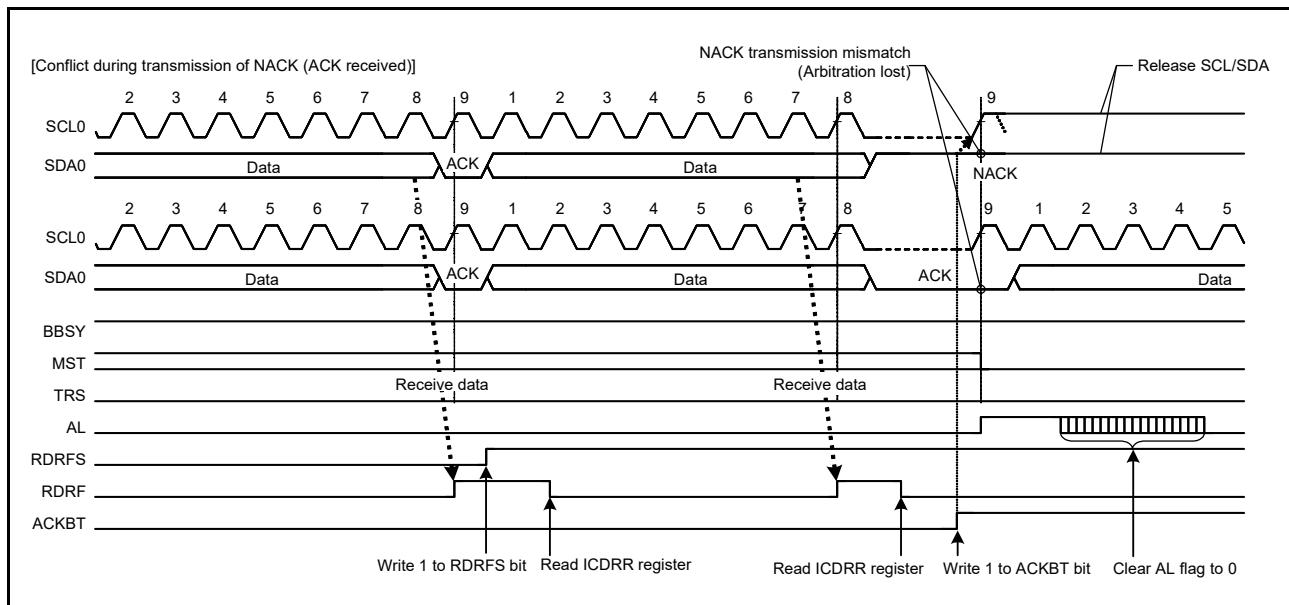 [Conflict during transmission of NACK (ACK received)]
NACK transmission mismatch
(Arbitration lost)
Release SCL/SDA
2 3 4 5 6 7 8 9 1 2 3 4 5 6 7 8 9
SCL0
SDA0 Data ACK Data NACK
2 3 4 5 6 7 8 9 1 2 3 4 5 6 7 8 9 1 2 3 4 5
SCL0
SDA0 Data ACK Data ACK Data
BBSY
MST
Receive data Receive data
TRS
AL
RDRFS
RDRF
ACKBT
Write 1 to RDRFS bit Read ICDRR register Read ICDRR register Write 1 to ACKBT bit Clear AL flag to 0